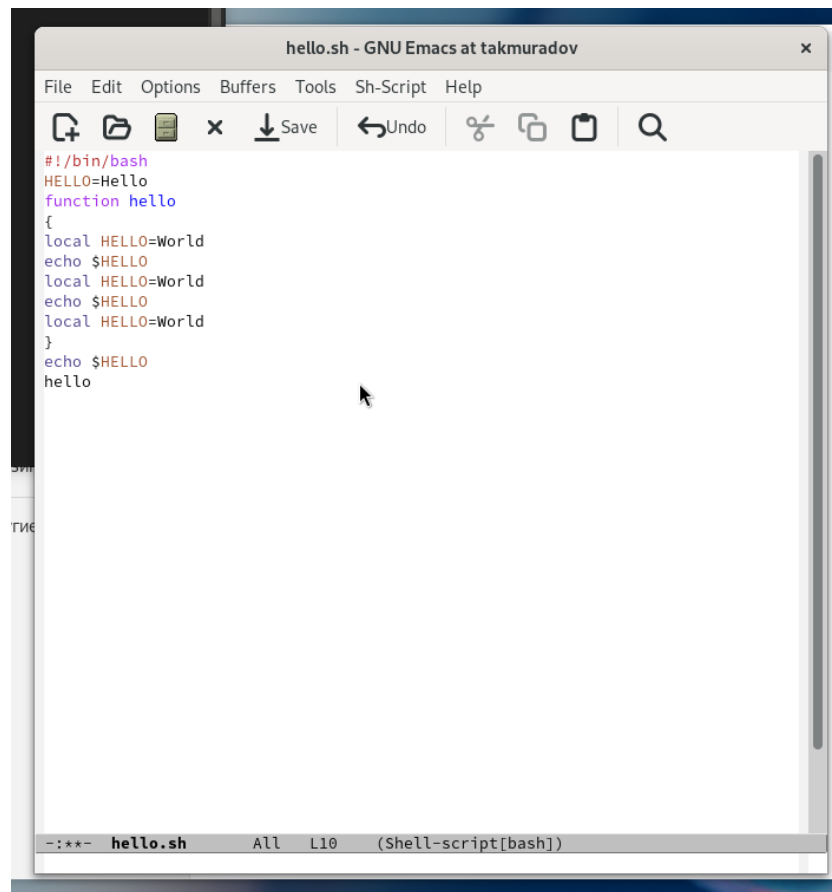 hello.sh - GNU Emacs at takmuradov
File Edit Options Buffers Tools Sh-Script Help
Save Undo
#!/bin/bash
HELLO=Hello
function hello
{
local HELLO=World
echo $HELLO
local HELLO=World
echo $HELLO
local HELLO=World
}
echo $HELLO
hello
-:**- hello.sh All L10 (Shell-script[bash])